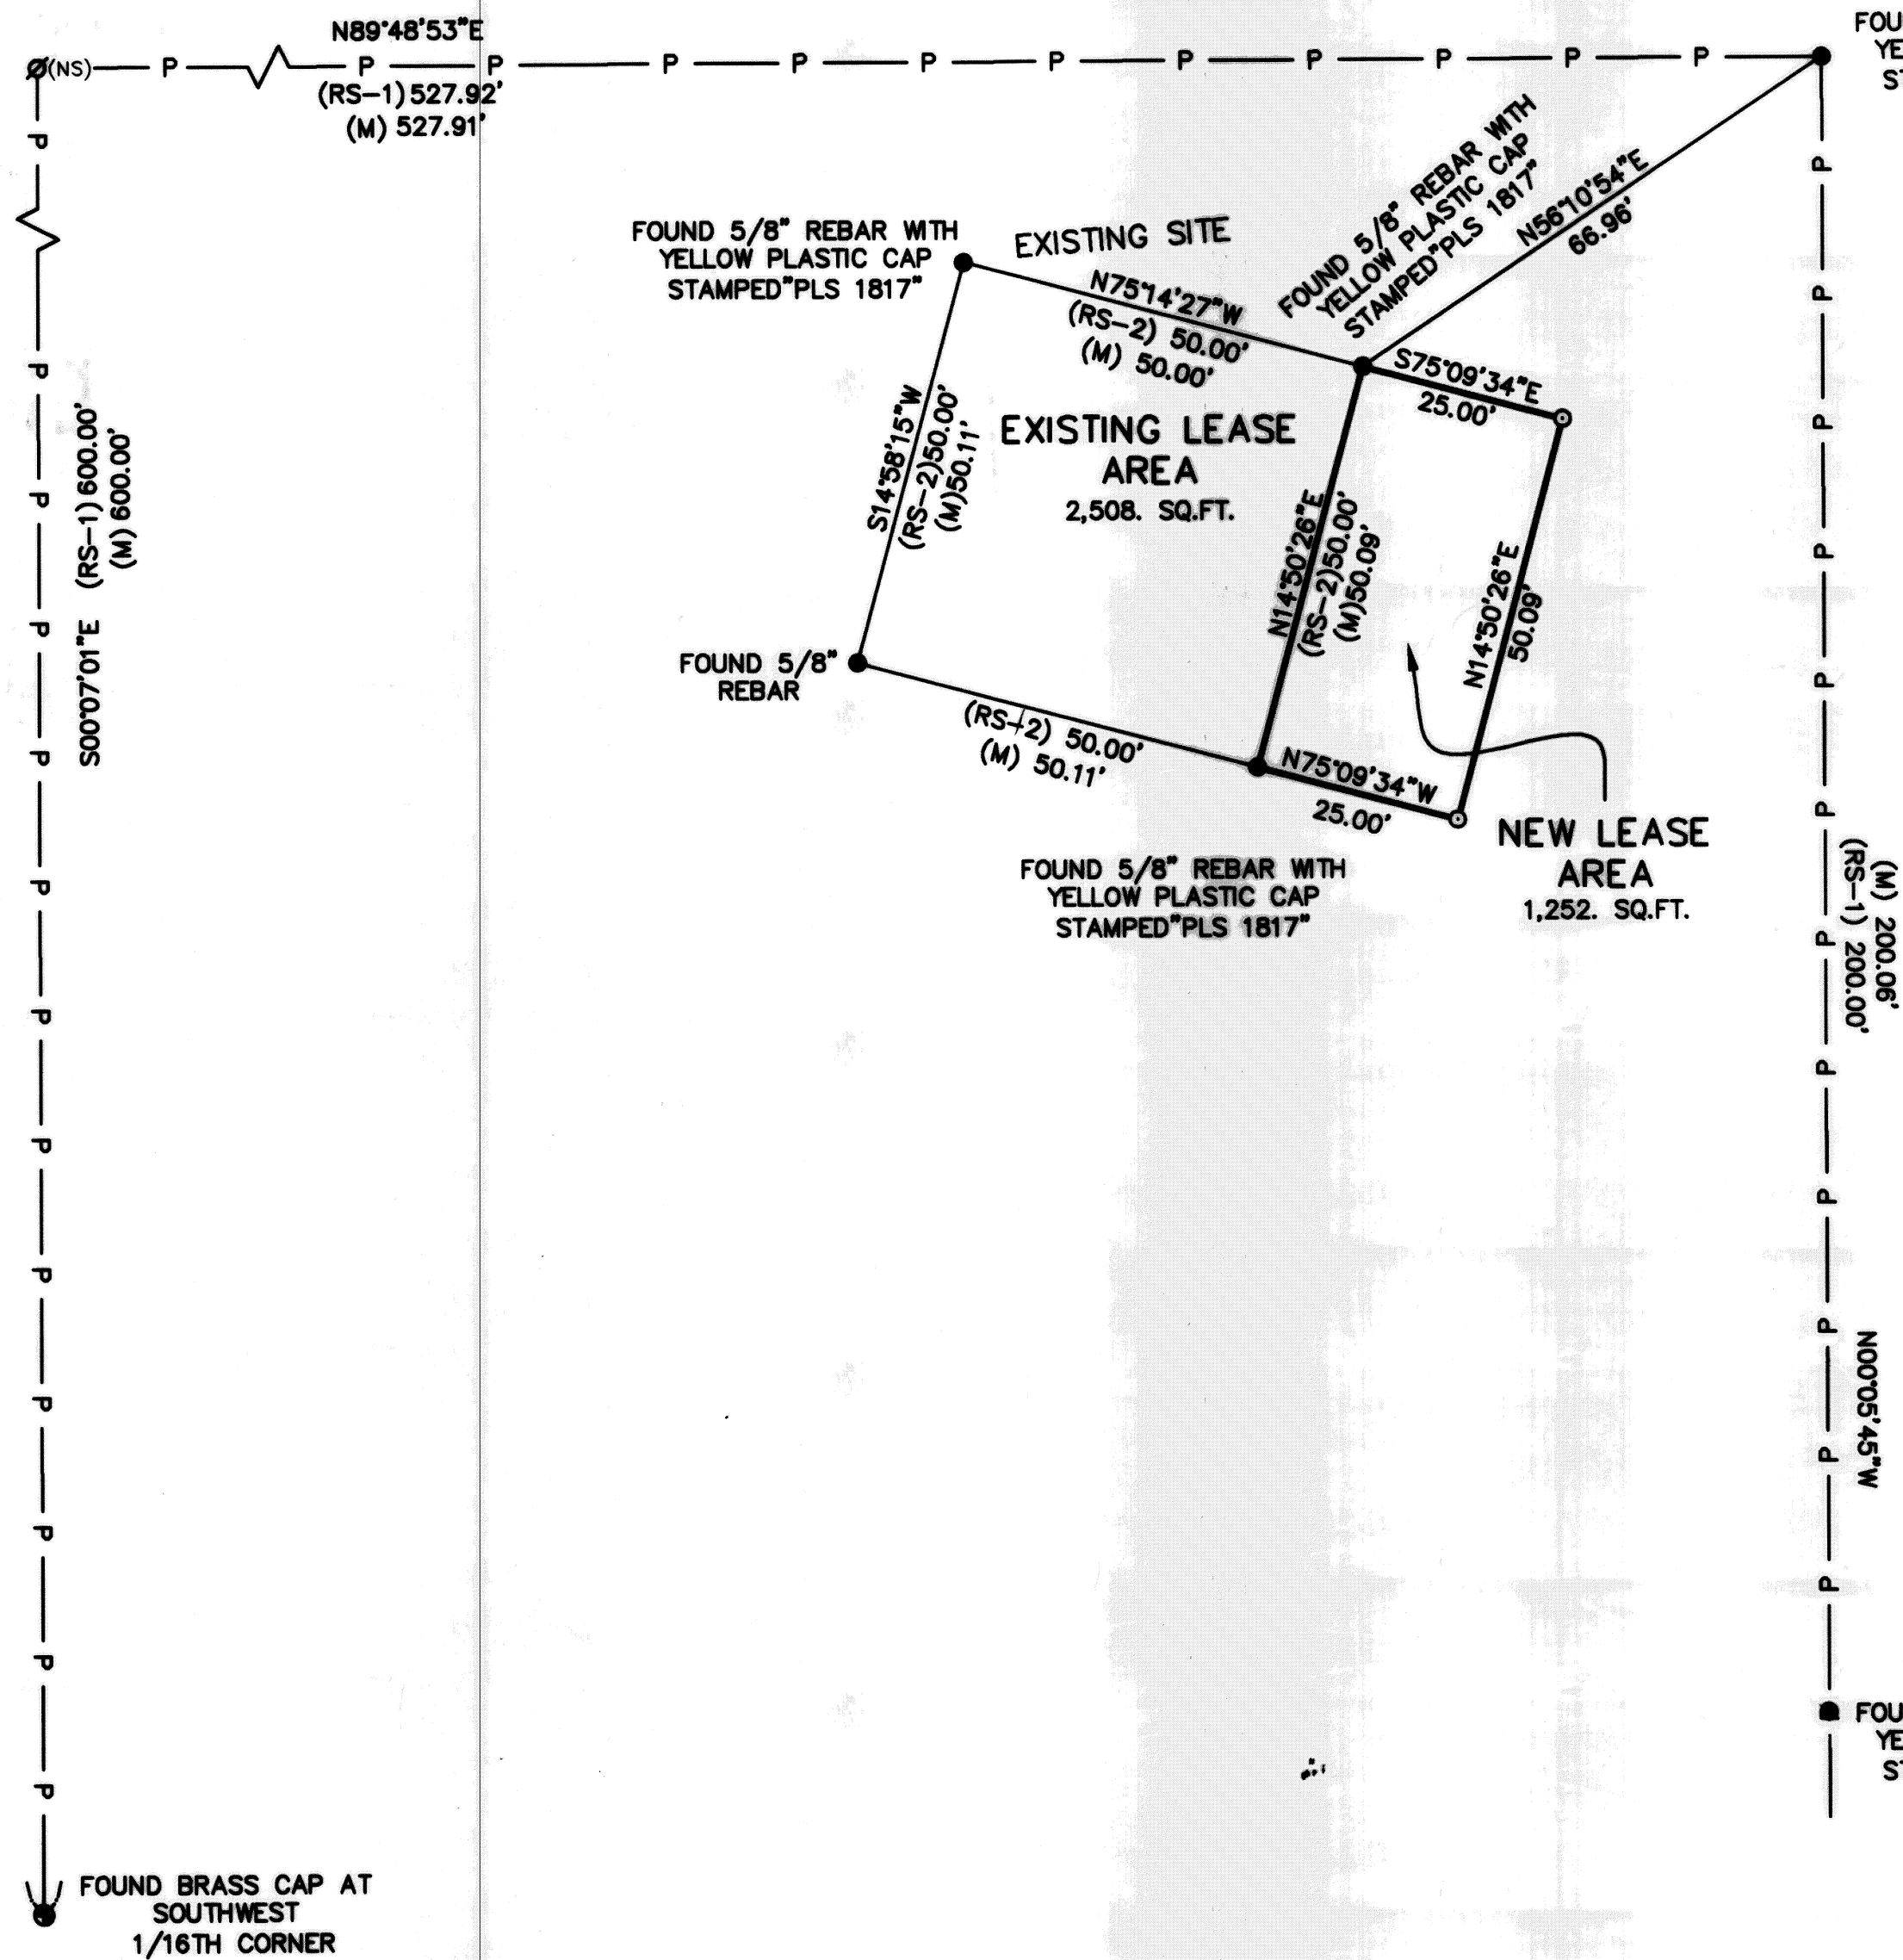 N89°48'53"E
(NS)
P P P P P P P P P P P
(RS-1) 527.92'
(M) 527.91'
FOU
YE
ST
FOUND 5/8" REBAR WITH
YELLOW PLASTIC CAP
STAMPED"PLS 1817"
EXISTING SITE
N75°14'27"W
(RS-2) 50.00'
(M) 50.00'
FOUND 5/8" REBAR WITH
YELLOW PLASTIC CAP
STAMPED"PLS 1817"
N56°10'54"E
66.96'
S75°09'34"E
25.00'
S14°58'15"W
(RS-2)50.00'
(M)50.11'
EXISTING LEASE
AREA
2,508. SQ.FT.
N14°50'26"E
(RS-2)50.00'
(M)50.09'
N14°50'26"E
50.09'
S00°07'01"E (RS-1) 600.00'
(M) 600.00'
FOUND 5/8"
REBAR
(RS-2) 50.00'
(M) 50.11'
N75°09'34"W
25.00'
NEW LEASE
AREA
1,252. SQ.FT.
FOUND 5/8" REBAR WITH
YELLOW PLASTIC CAP
STAMPED"PLS 1817"
(M) 200.06'
(RS-1) 200.00'
N00°05'45"W
FOU
YE
ST
FOUND BRASS CAP AT
SOUTHWEST
1/16TH CORNER